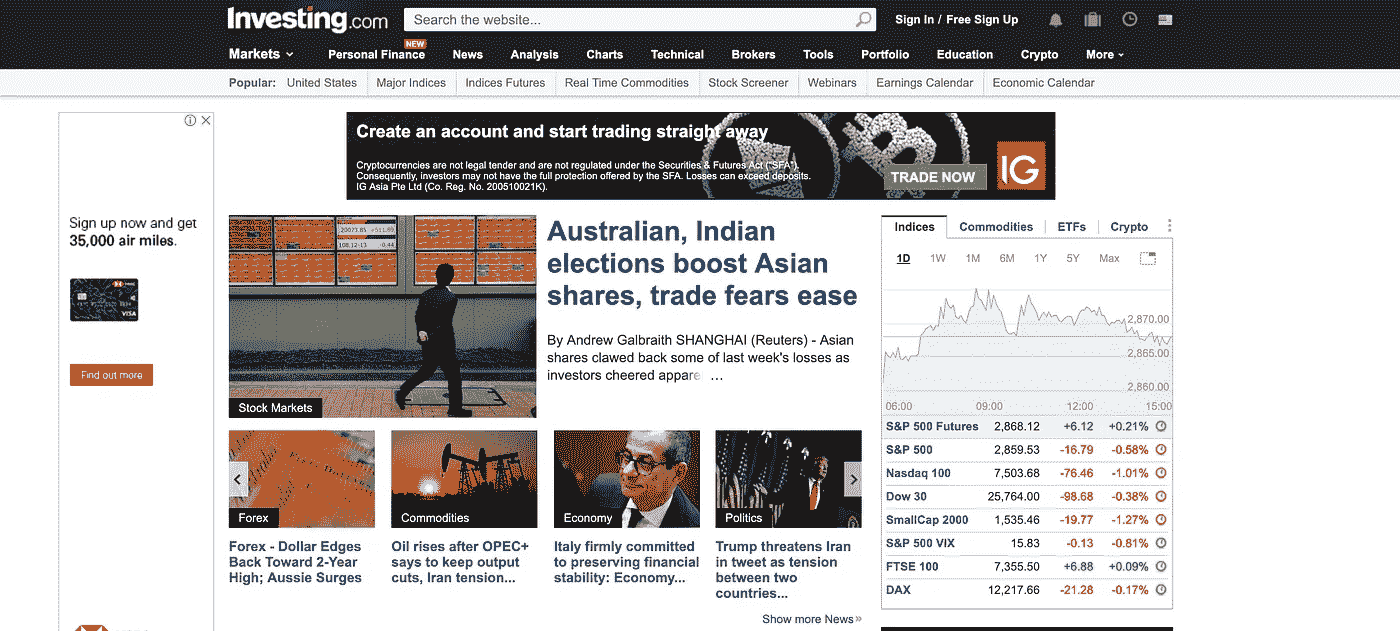 Investing.com
Search the website...
Sign In / Free Sign Up
NEW
Markets Personal Finance News Analysis Charts Technical Brokers Tools Portfolio Education Crypto More
Popular: United States Major Indices Indices Futures Real Time Commodities Stock Screener Webinars Earnings Calendar Economic Calendar
Sign up now and get
35,000 air miles.
VISA
Find out more
Create an account and start trading straight away
Cryptocurrencies are not legal tender and are not regulated under the Securities & Futures Act ("SFA").
Consequently, investors may not have the full protection offered by the SFA. Losses can exceed deposits.
IG Asia Pte Ltd (Co. Reg. No. 200510021K).
TRADE NOW
IG
Stock Markets
Australian, Indian
elections boost Asian
shares, trade fears ease
By Andrew Galbraith SHANGHAI (Reuters) - Asian
shares clawed back some of last week's losses as
investors cheered appare ...
Forex
Forex - Dollar Edges
Back Toward 2-Year
High; Aussie Surges
Commodities
Oil rises after OPEC+
says to keep output
cuts, Iran tension...
Economy
Italy firmly committed
to preserving financial
stability: Economy...
Politics
Trump threatens Iran
in tweet as tension
between two
countries...
Show more News»
Indices Commodities ETFs Crypto
1D 1W 1M 6M 1Y 5Y Max
2,870.00
2,865.00
2,860.00
06:00 09:00 12:00 15:00
S&P 500 Futures 2,868.12 +6.12 +0.21%
S&P 500 2,859.53 -16.79 -0.58%
Nasdaq 100 7,503.68 -76.46 -1.01%
Dow 30 25,764.00 -98.68 -0.38%
SmallCap 2000 1,535.46 -19.77 -1.27%
S&P 500 VIX 15.83 -0.13 -0.81%
FTSE 100 7,355.50 +6.88 +0.09%
DAX 12,217.66 -21.28 -0.17%